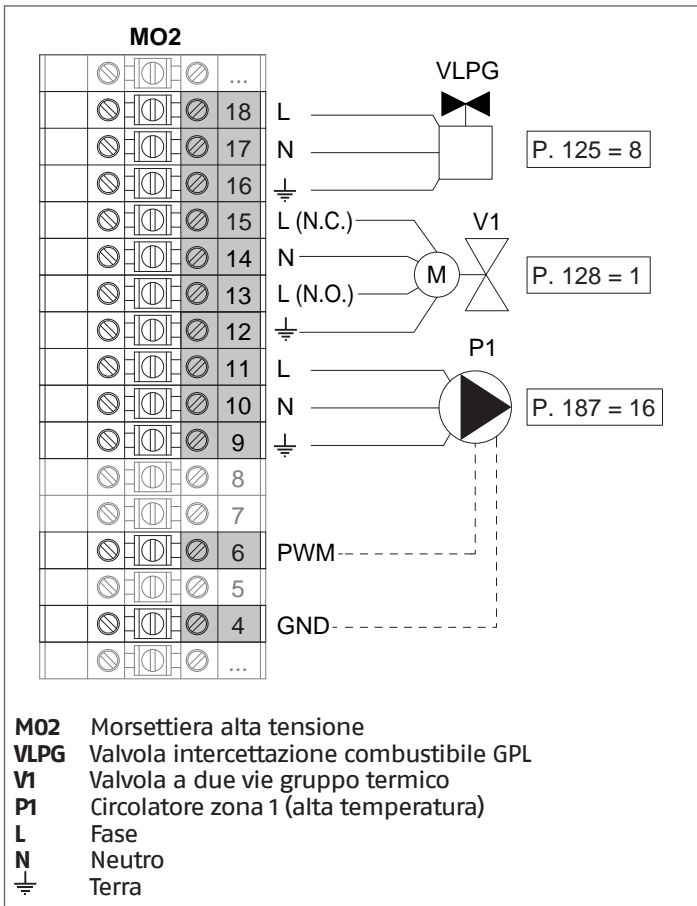 MO2
VLPG
...
18 L
17 N P. 125 = 8
16
15 L (N.C.) V1
14 N
M P. 128 = 1
13 L (N.O.)
12
P1
11 L
10 N P. 187 = 16
9
8
7
6 PWM
5
4 GND
...
M02 Morsettiera alta tensione
VLPG Valvola intercettazione combustibile GPL
V1 Valvola a due vie gruppo termico
P1 Circolatore zona 1 (alta temperatura)
L Fase
N Neutro
⏚ Terra